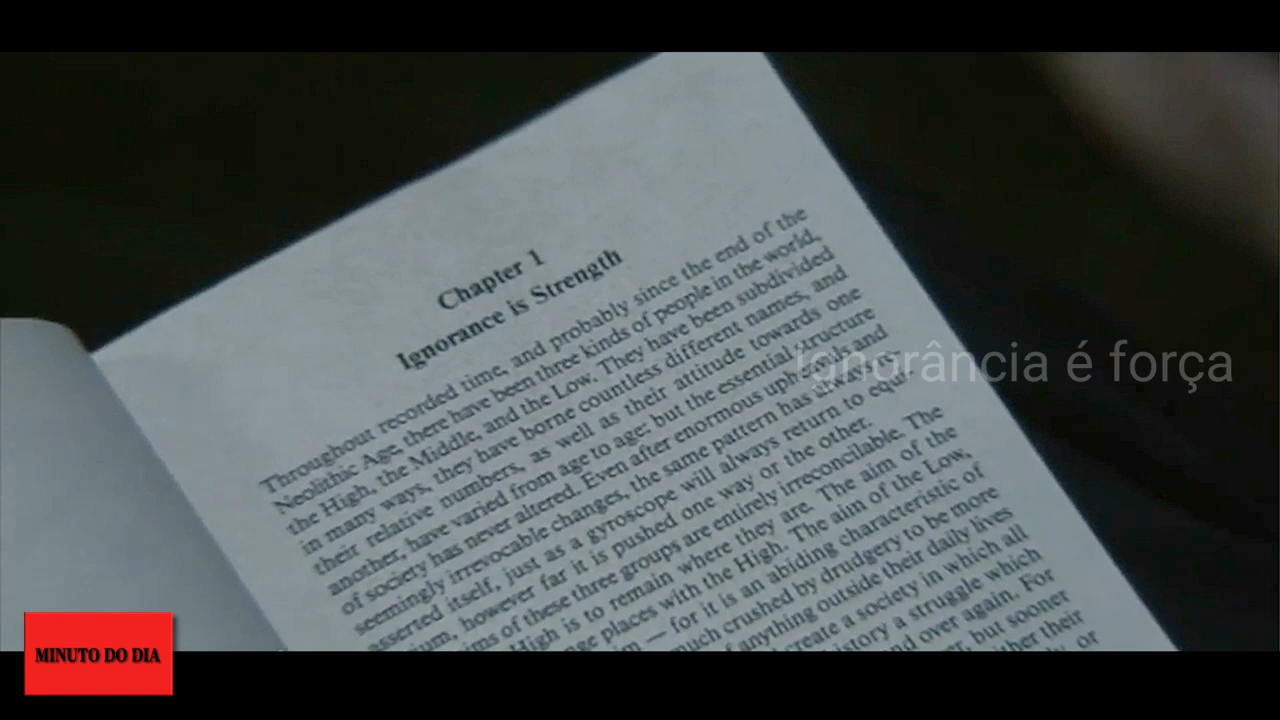 Chapter 1
Ignorance is Strength
Throughout recorded time, and probably since the end of the
Neolithic Age, there have been three kinds of people in the world,
the High, the Middle, and the Low. They have been subdivided
in many ways, they have borne countless different names, and
their relative numbers, as well as their attitude towards one
another, have varied from age to age: but the essential structure
of society has never altered. Even after enormous upheavals and
seemingly irrevocable changes, the same pattern has always
asserted itself, just as a gyroscope will always return to equi-
ium, however far it is pushed one way or the other.
ims of these three groups are entirely irreconcilable. The
High is to remain where they are. The aim of the
nge places with the High. The aim of the Low,
— for it is an abiding characteristic of
much crushed by drudgery to be more
f anything outside their daily lives
create a society in which all
istory a struggle which
nd over again. For
er, but sooner
ther their
or
ignorância é força
MINUTO DO DIA